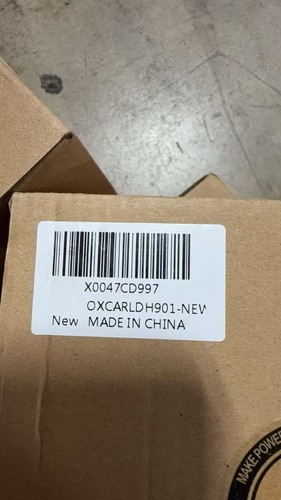 X0047CD997
OXCARLDH901-NEW
New MADE IN CHINA
MAKE POWER